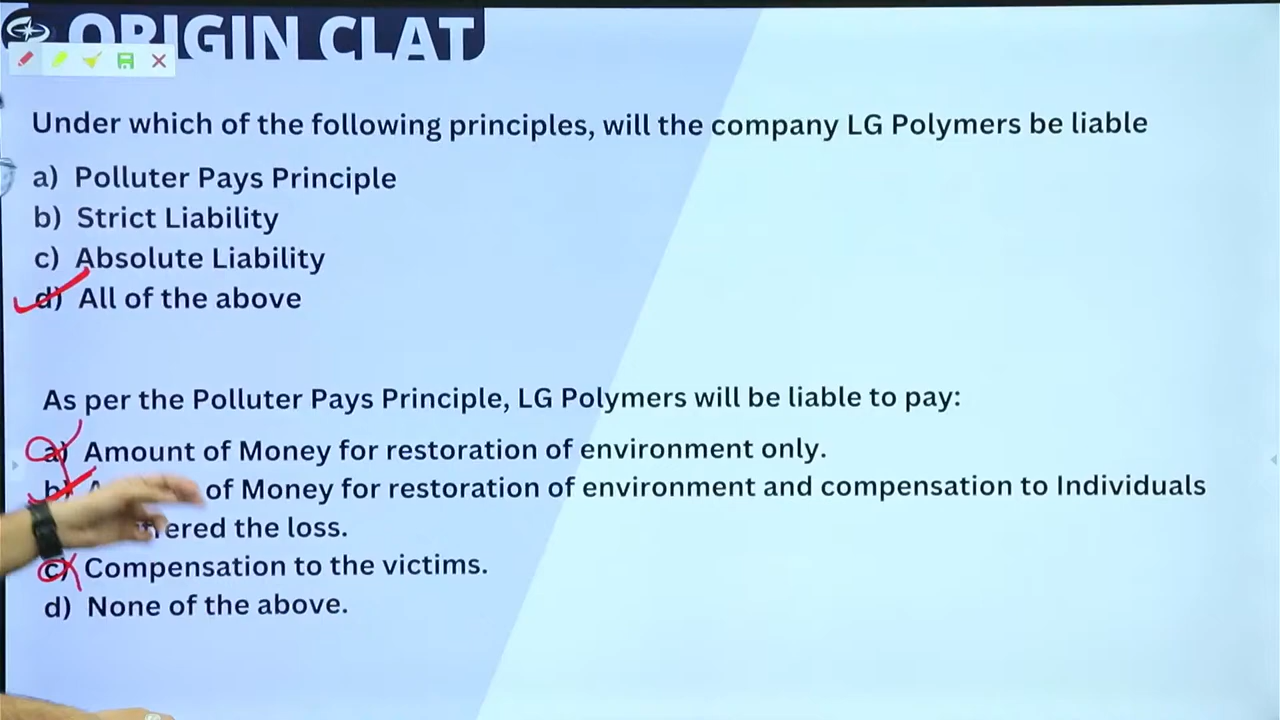 ORIGIN CLAT
Under which of the following principles, will the company LG Polymers be liable
a) Polluter Pays Principle
b) Strict Liability
c) Absolute Liability
d) All of the above
As per the Polluter Pays Principle, LG Polymers will be liable to pay:
a) Amount of Money for restoration of environment only.
b) of Money for restoration of environment and compensation to Individuals
the loss.
c) Compensation to the victims.
d) None of the above.